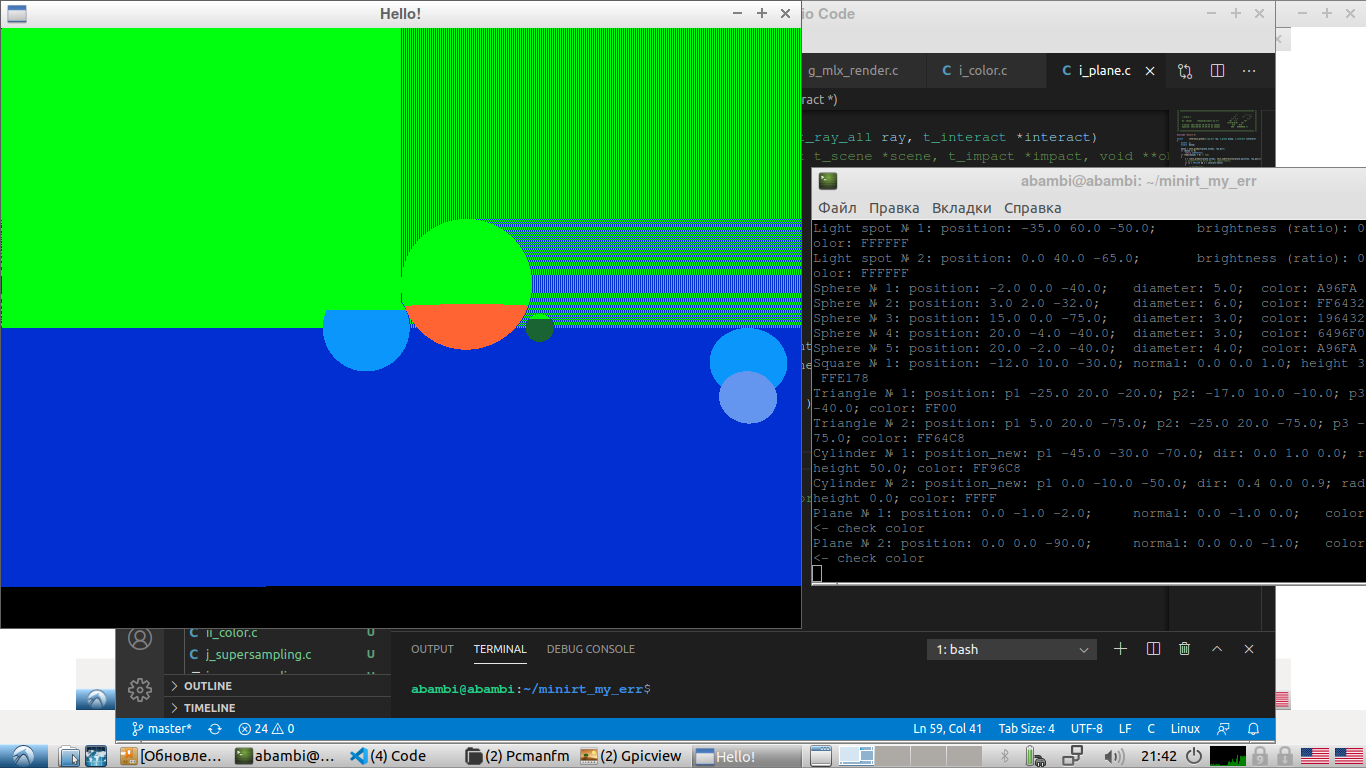 Hello!
io Code
g_mlx_render.c
C i_color.c
C i_plane.c
ract *)
t_ray_all ray, t_interact *interact)
t_scene *scene, t_impact *impact, void **o
abambi@abambi: ~/minirt_my_err
Файл Правка Вкладки Справка
Light spot № 1: position: -35.0 60.0 -50.0; brightness (ratio): 0
olor: FFFFFF
Light spot № 2: position: 0.0 40.0 -65.0; brightness (ratio): 0
olor: FFFFFF
Sphere № 1: position: -2.0 0.0 -40.0; diameter: 5.0; color: A96FA
Sphere № 2: position: 3.0 2.0 -32.0; diameter: 6.0; color: FF6432
Sphere № 3: position: 15.0 0.0 -75.0; diameter: 3.0; color: 196432
Sphere № 4: position: 20.0 -4.0 -40.0; diameter: 3.0; color: 6496F0
Sphere № 5: position: 20.0 -2.0 -40.0; diameter: 4.0; color: A96FA
Square № 1: position: -12.0 10.0 -30.0; normal: 0.0 0.0 1.0; height 3
FFE178
Triangle № 1: position: p1 -25.0 20.0 -20.0; p2: -17.0 10.0 -10.0; p3
-40.0; color: FF00
Triangle № 2: position: p1 5.0 20.0 -75.0; p2: -25.0 20.0 -75.0; p3 -
75.0; color: FF64C8
Cylinder № 1: position_new: p1 -45.0 -30.0 -70.0; dir: 0.0 1.0 0.0; r
height 50.0; color: FF96C8
Cylinder № 2: position_new: p1 0.0 -10.0 -50.0; dir: 0.4 0.0 0.9; rad
height 0.0; color: FFFF
Plane № 1: position: 0.0 -1.0 -2.0; normal: 0.0 -1.0 0.0; color
<- check color
Plane № 2: position: 0.0 0.0 -90.0; normal: 0.0 0.0 -1.0; color
<- check color
C ii_color.c U
C j_supersampling.c U
OUTLINE
TIMELINE
OUTPUT TERMINAL DEBUG CONSOLE
1: bash
abambi@abambi:~/minirt_my_err$
master* 24 0
Ln 59, Col 41 Tab Size: 4 UTF-8 LF C Linux
[Обновле... abambi@... (4) Code (2) Pcmanfm (2) Gpicview Hello! 21:42